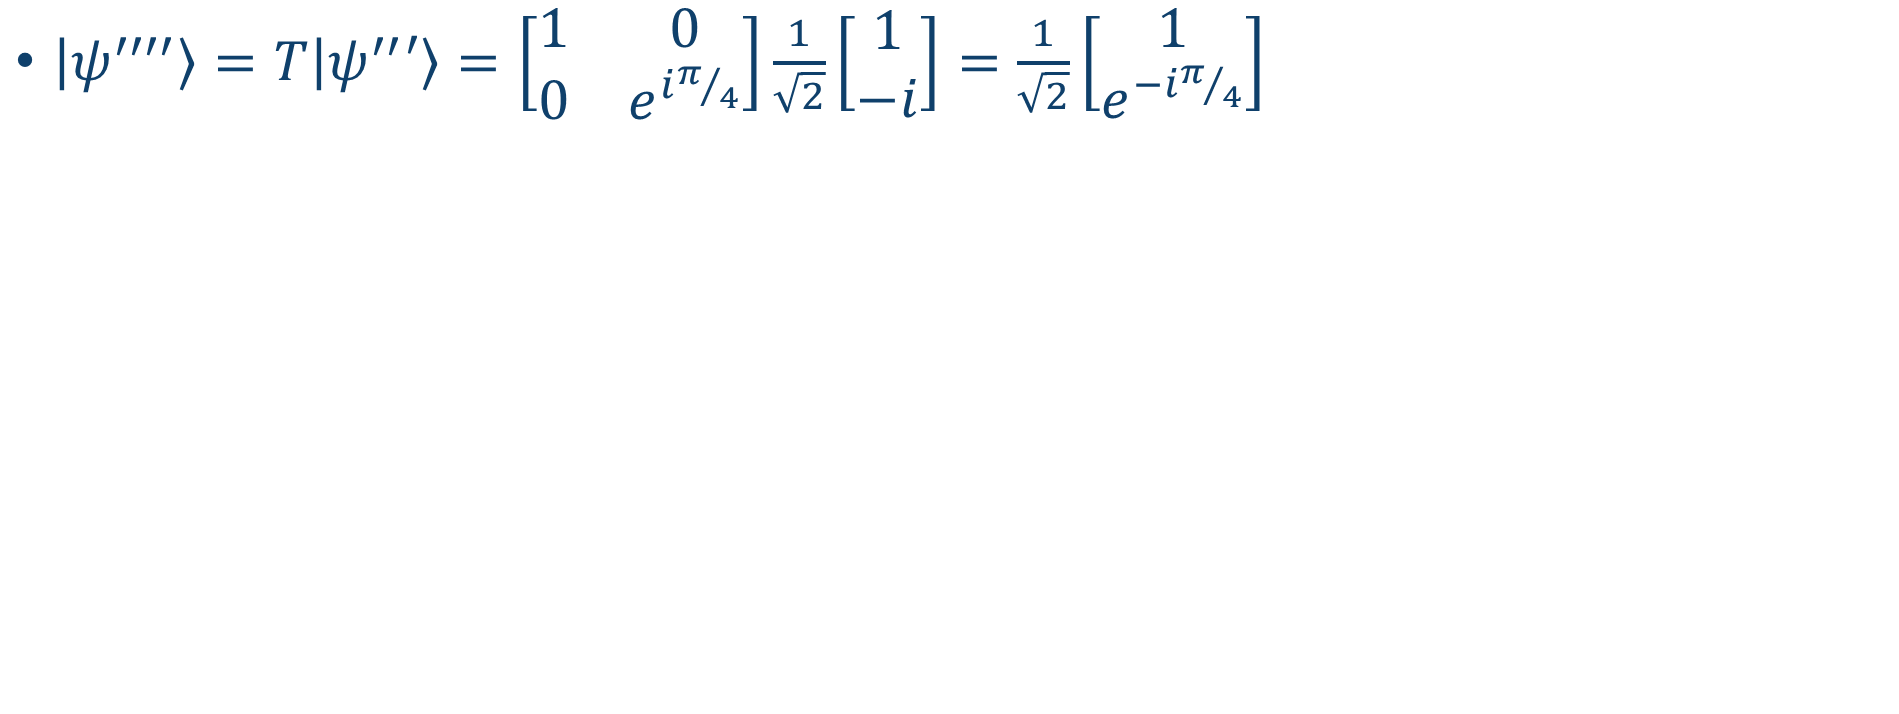 • |ψ′′′′⟩ = T|ψ′′′⟩ = [1 0; 0 e^{iπ/4}] 1/√2 [1; −i] = 1/√2 [1; e^{−iπ/4}]